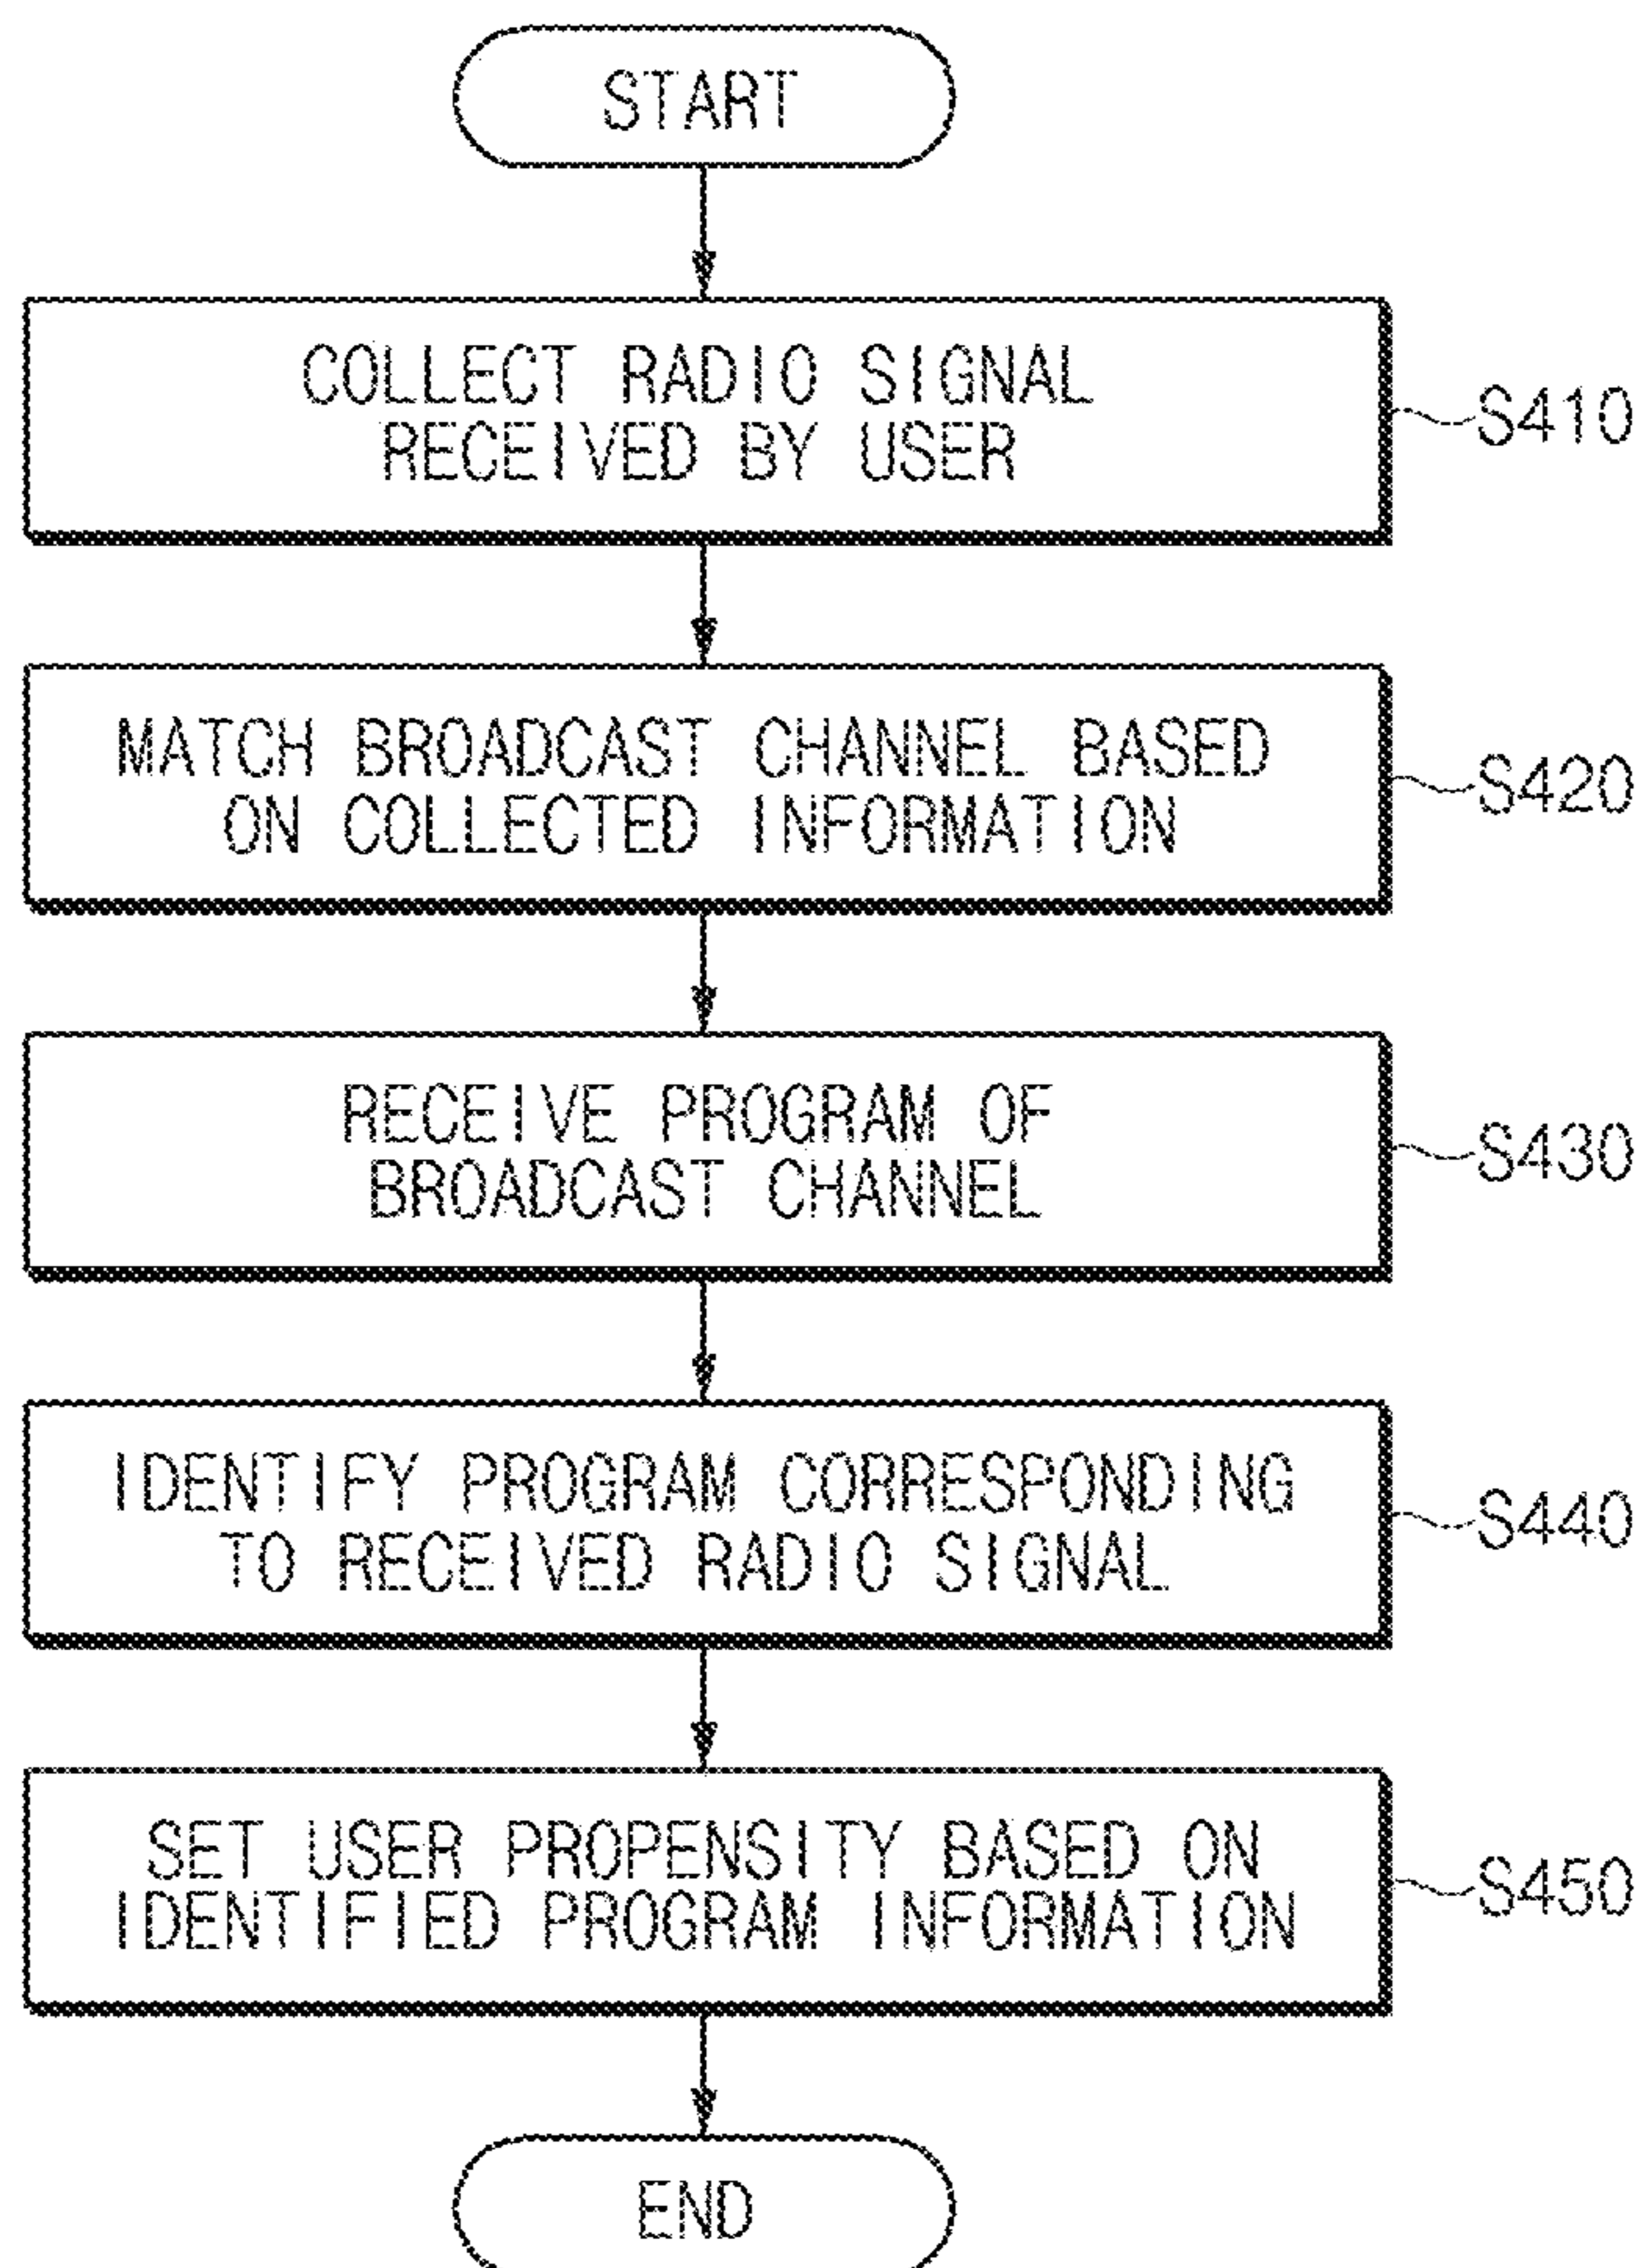 START
COLLECT RADIO SIGNAL
RECEIVED BY USER
S410
MATCH BROADCAST CHANNEL BASED
ON COLLECTED INFORMATION
S420
RECEIVE PROGRAM OF
BROADCAST CHANNEL
S430
IDENTIFY PROGRAM CORRESPONDING
TO RECEIVED RADIO SIGNAL
S440
SET USER PROPENSITY BASED ON
IDENTIFIED PROGRAM INFORMATION
S450
END